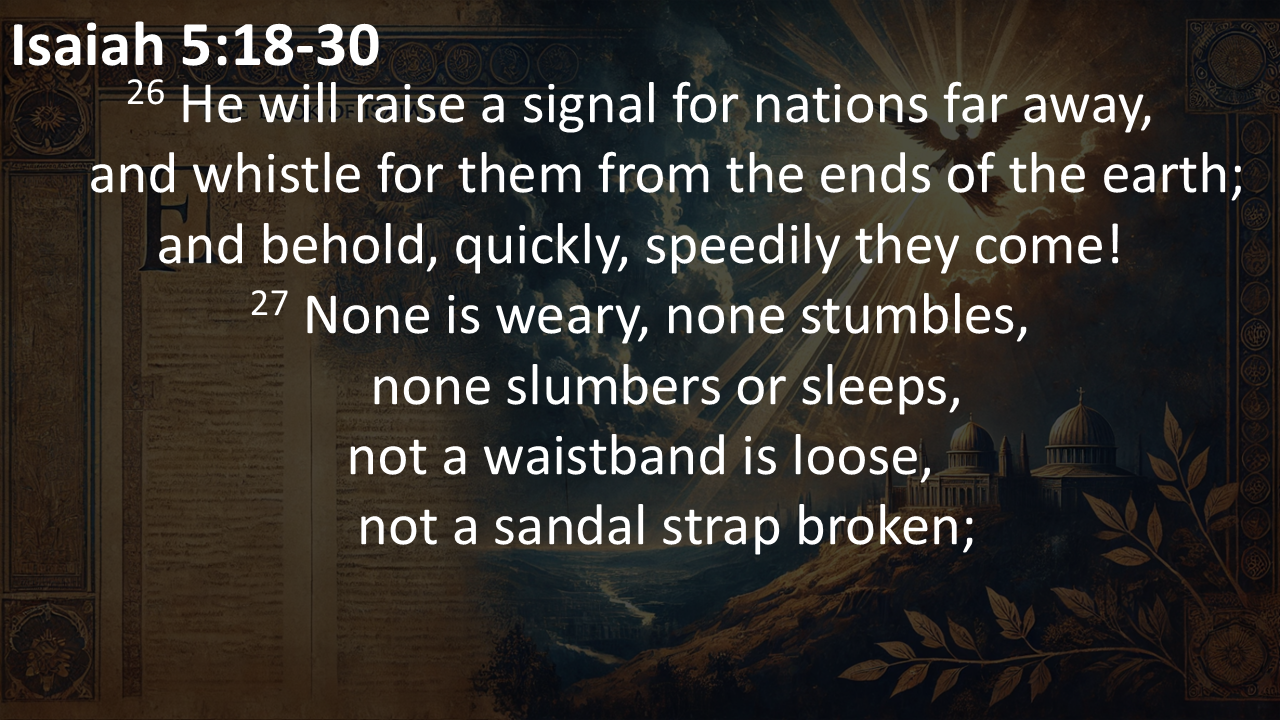 Isaiah 5:18-30
26 He will raise a signal for nations far away,
and whistle for them from the ends of the earth;
and behold, quickly, speedily they come!
27 None is weary, none stumbles,
none slumbers or sleeps,
not a waistband is loose,
not a sandal strap broken;